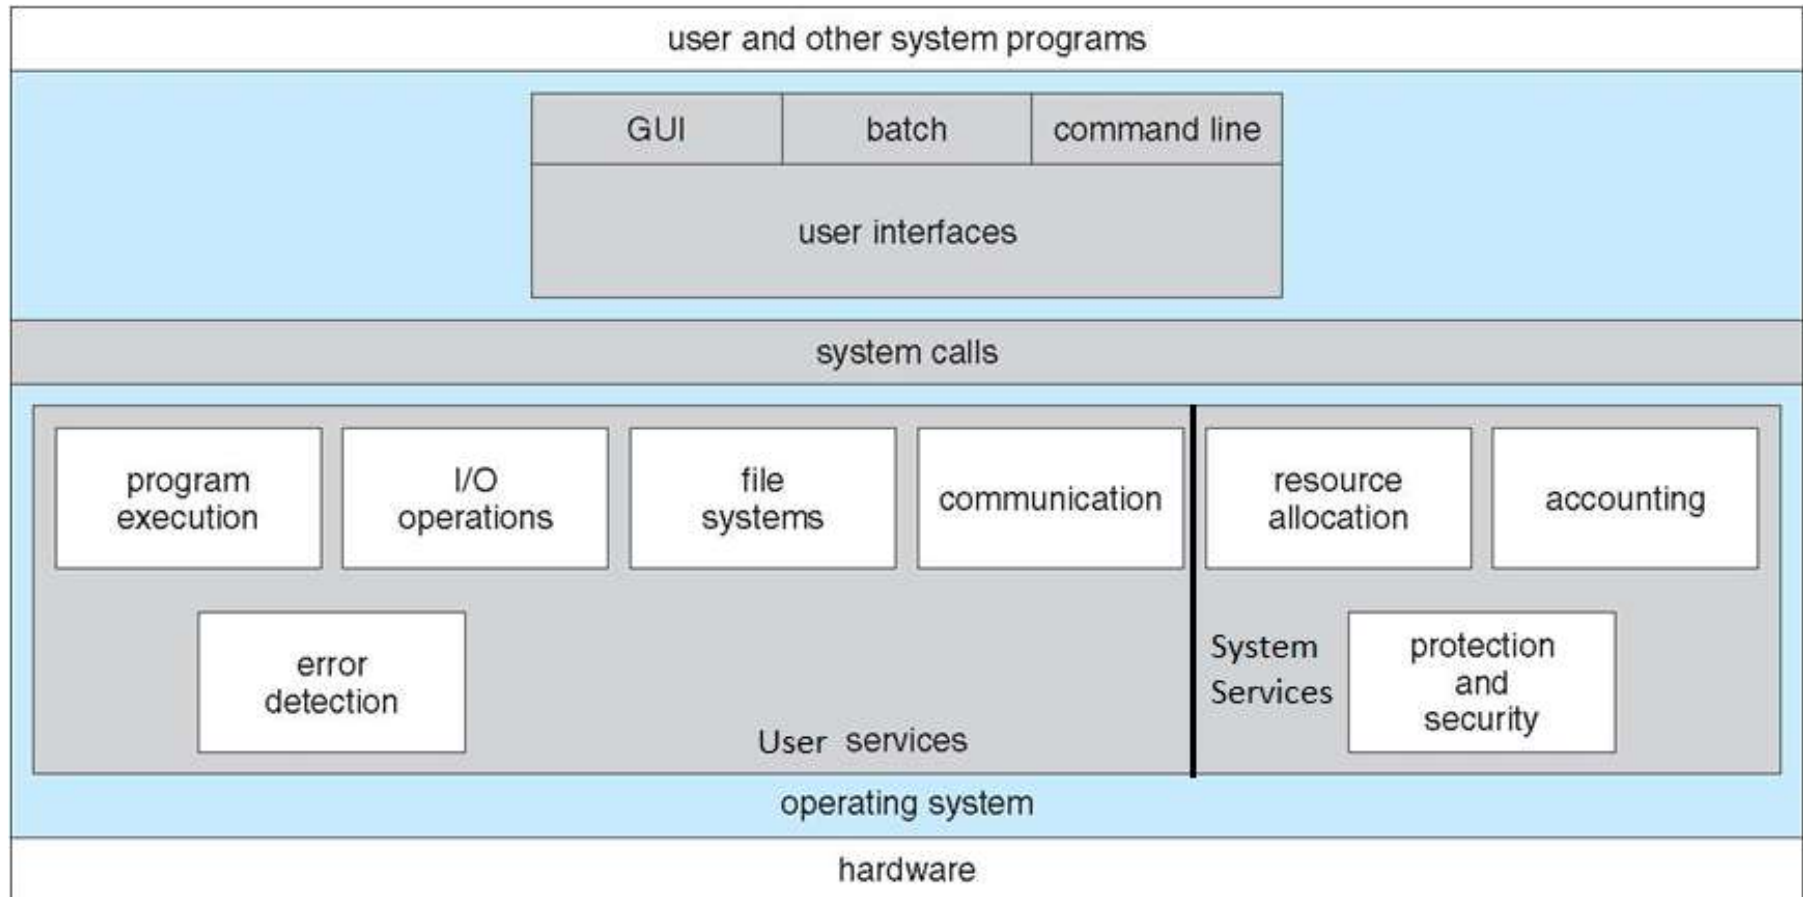 user and other system programs
GUI
batch
command line
user interfaces
system calls
program
execution
I/O
operations
file
systems
communication
resource
allocation
accounting
error
detection
User services
System
Services
protection
and
security
operating system
hardware